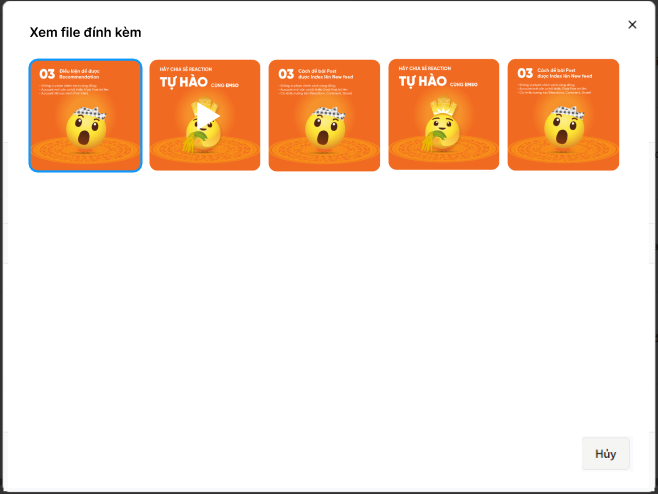 Xem file đính kèm
03 Điều kiện để được
Recommendation
HÃY CHIA SẺ REACTION
TỰ HÀO CÙNG EMSO
03 Cách để bài Post
được Index lên New feed
HÃY CHIA SẺ REACTION
TỰ HÀO CÙNG EMSO
03 Cách để bài Post
được Index lên New feed
Hủy